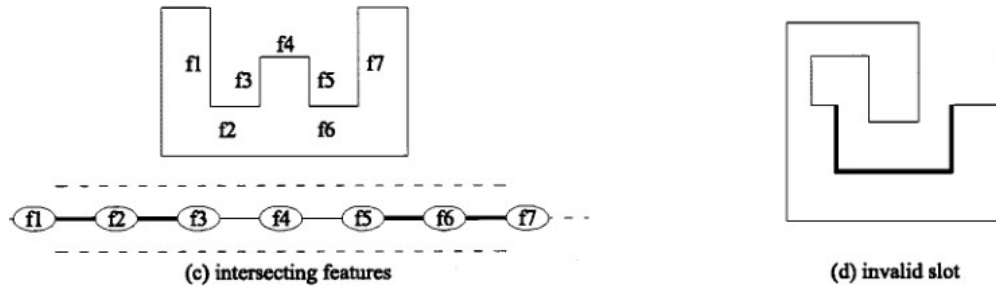 f4
f1 f3 f5 f7
f2 f6
f1 f2 f3 f4 f5 f6 f7
(c) intersecting features
(d) invalid slot